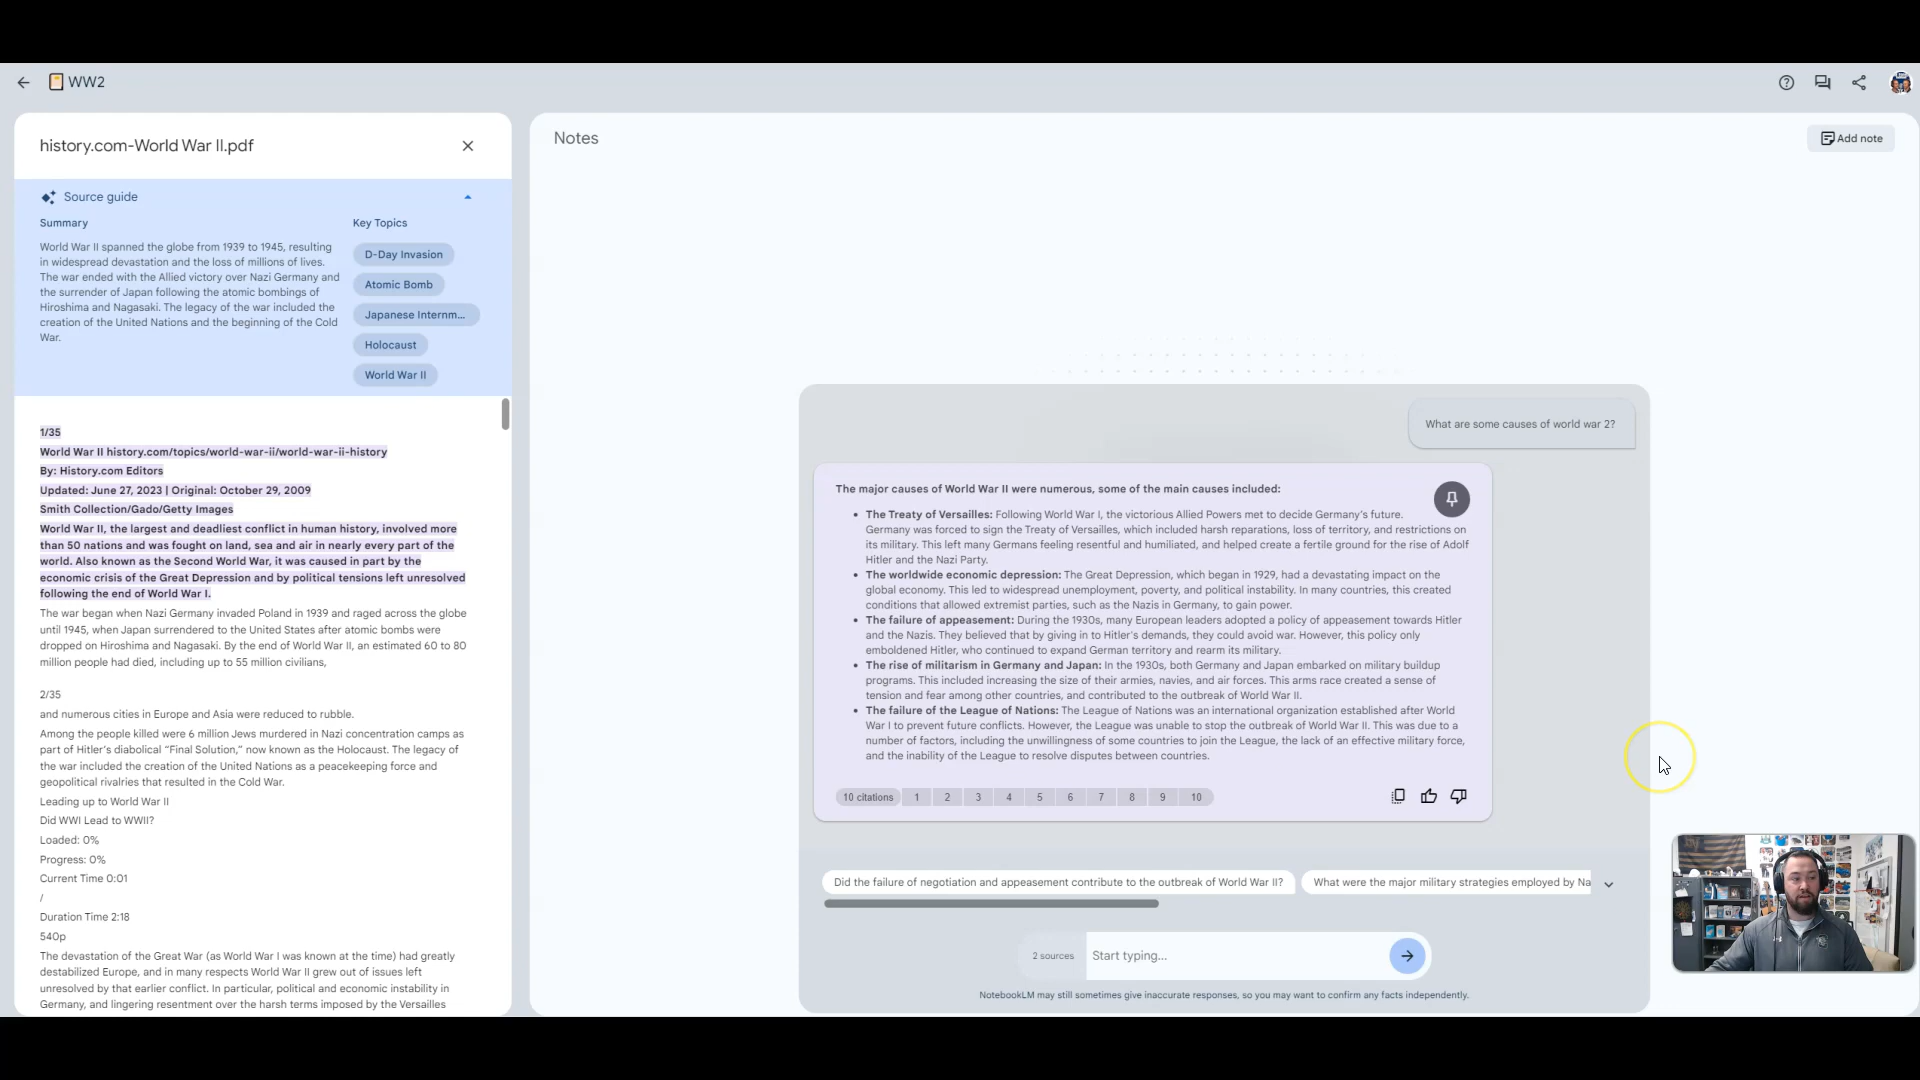 WW2
history.com-World War II.pdf
Source guide
Summary
World War II spanned the globe from 1939 to 1945, resulting
in widespread devastation and the loss of millions of lives.
The war ended with the Allied victory over Nazi Germany and
the surrender of Japan following the atomic bombings of
Hiroshima and Nagasaki. The legacy of the war included the
creation of the United Nations and the beginning of the Cold
War.
Key Topics
D-Day Invasion
Atomic Bomb
Japanese Internm...
Holocaust
World War II
1/35
World War II history.com/topics/world-war-ii/world-war-ii-history
By: History.com Editors
Updated: June 27, 2023 | Original: October 29, 2009
Smith Collection/Gado/Getty Images
World War II, the largest and deadliest conflict in human history, involved more
than 50 nations and was fought on land, sea and air in nearly every part of the
world. Also known as the Second World War, it was caused in part by the
economic crisis of the Great Depression and by political tensions left unresolved
following the end of World War I.
The war began when Nazi Germany invaded Poland in 1939 and raged across the globe
until 1945, when Japan surrendered to the United States after atomic bombs were
dropped on Hiroshima and Nagasaki. By the end of World War II, an estimated 60 to 80
million people had died, including up to 55 million civilians,
2/35
and numerous cities in Europe and Asia were reduced to rubble.
Among the people killed were 6 million Jews murdered in Nazi concentration camps as
part of Hitler's diabolical “Final Solution,” now known as the Holocaust. The legacy of
the war included the creation of the United Nations as a peacekeeping force and
geopolitical rivalries that resulted in the Cold War.
Leading up to World War II
Did WWI Lead to WWII?
Loaded: 0%
Progress: 0%
Current Time 0:01
/
Duration Time 2:18
540p
The devastation of the Great War (as World War I was known at the time) had greatly
destabilized Europe, and in many respects World War II grew out of issues left
unresolved by that earlier conflict. In particular, political and economic instability in
Germany, and lingering resentment over the harsh terms imposed by the Versailles
Notes
Add note
What are some causes of world war 2?
The major causes of World War II were numerous, some of the main causes included:
• The Treaty of Versailles: Following World War I, the victorious Allied Powers met to decide Germany's future.
Germany was forced to sign the Treaty of Versailles, which included harsh reparations, loss of territory, and restrictions on
its military. This left many Germans feeling resentful and humiliated, and helped create a fertile ground for the rise of Adolf
Hitler and the Nazi Party.
• The worldwide economic depression: The Great Depression, which began in 1929, had a devastating impact on the
global economy. This led to widespread unemployment, poverty, and political instability. In many countries, this created
conditions that allowed extremist parties, such as the Nazis in Germany, to gain power.
• The failure of appeasement: During the 1930s, many European leaders adopted a policy of appeasement towards Hitler
and the Nazis. They believed that by giving in to Hitler's demands, they could avoid war. However, this policy only
emboldened Hitler, who continued to expand German territory and rearm its military.
• The rise of militarism in Germany and Japan: In the 1930s, both Germany and Japan embarked on military buildup
programs. This included increasing the size of their armies, navies, and air forces. This arms race created a sense of
tension and fear among other countries, and contributed to the outbreak of World War II.
• The failure of the League of Nations: The League of Nations was an international organization established after World
War I to prevent future conflicts. However, the League was unable to stop the outbreak of World War II. This was due to a
number of factors, including the unwillingness of some countries to join the League, the lack of an effective military force,
and the inability of the League to resolve disputes between countries.
10 citations 1 2 3 4 5 6 7 8 9 10
Did the failure of negotiation and appeasement contribute to the outbreak of World War II? What were the major military strategies employed by Na
2 sources Start typing...
NotebookLM may still sometimes give inaccurate responses, so you may want to confirm any facts independently.